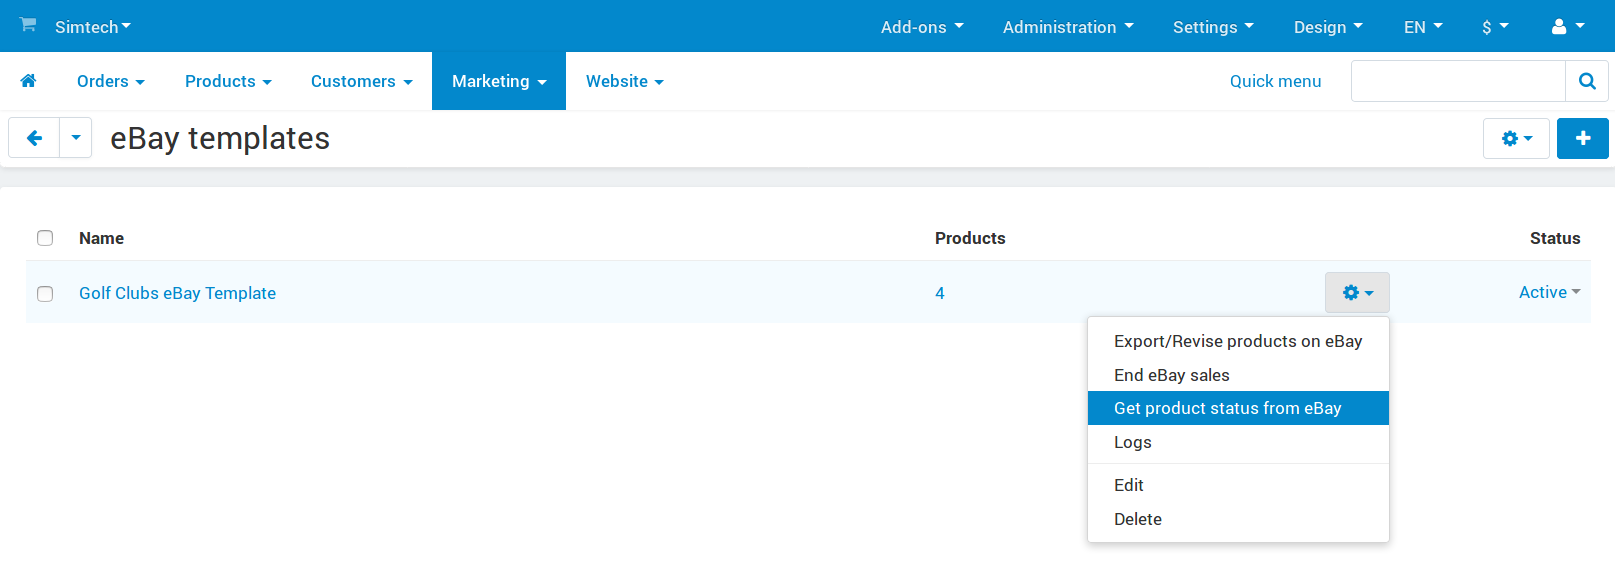 Simtech Add-ons Administration Settings Design EN $
Orders Products Customers Marketing Website Quick menu
eBay templates
Name Products Status
Golf Clubs eBay Template 4 Active
Export/Revise products on eBay
End eBay sales
Get product status from eBay
Logs
Edit
Delete